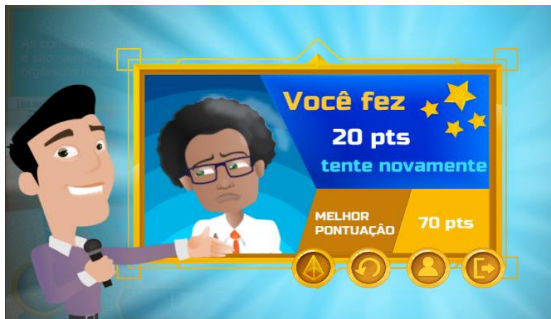 Você fez
20 pts
tente novamente
MELHOR
PONTUAÇÃO
70 pts